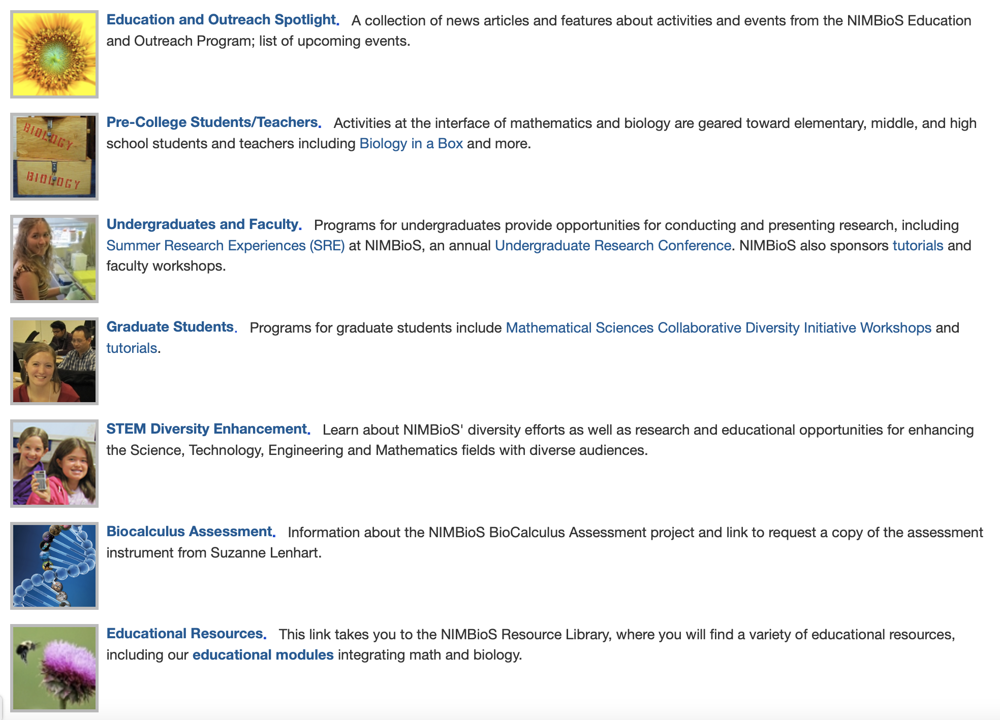 Education and Outreach Spotlight. A collection of news articles and features about activities and events from the NIMBioS Education
and Outreach Program; list of upcoming events.
BIOLOGY
BIOLOGY
Pre-College Students/Teachers. Activities at the interface of mathematics and biology are geared toward elementary, middle, and high
school students and teachers including Biology in a Box and more.
Undergraduates and Faculty. Programs for undergraduates provide opportunities for conducting and presenting research, including
Summer Research Experiences (SRE) at NIMBioS, an annual Undergraduate Research Conference. NIMBioS also sponsors tutorials and
faculty workshops.
Graduate Students. Programs for graduate students include Mathematical Sciences Collaborative Diversity Initiative Workshops and
tutorials.
STEM Diversity Enhancement. Learn about NIMBioS' diversity efforts as well as research and educational opportunities for enhancing
the Science, Technology, Engineering and Mathematics fields with diverse audiences.
Biocalculus Assessment. Information about the NIMBioS BioCalculus Assessment project and link to request a copy of the assessment
instrument from Suzanne Lenhart.
Educational Resources. This link takes you to the NIMBioS Resource Library, where you will find a variety of educational resources,
including our educational modules integrating math and biology.